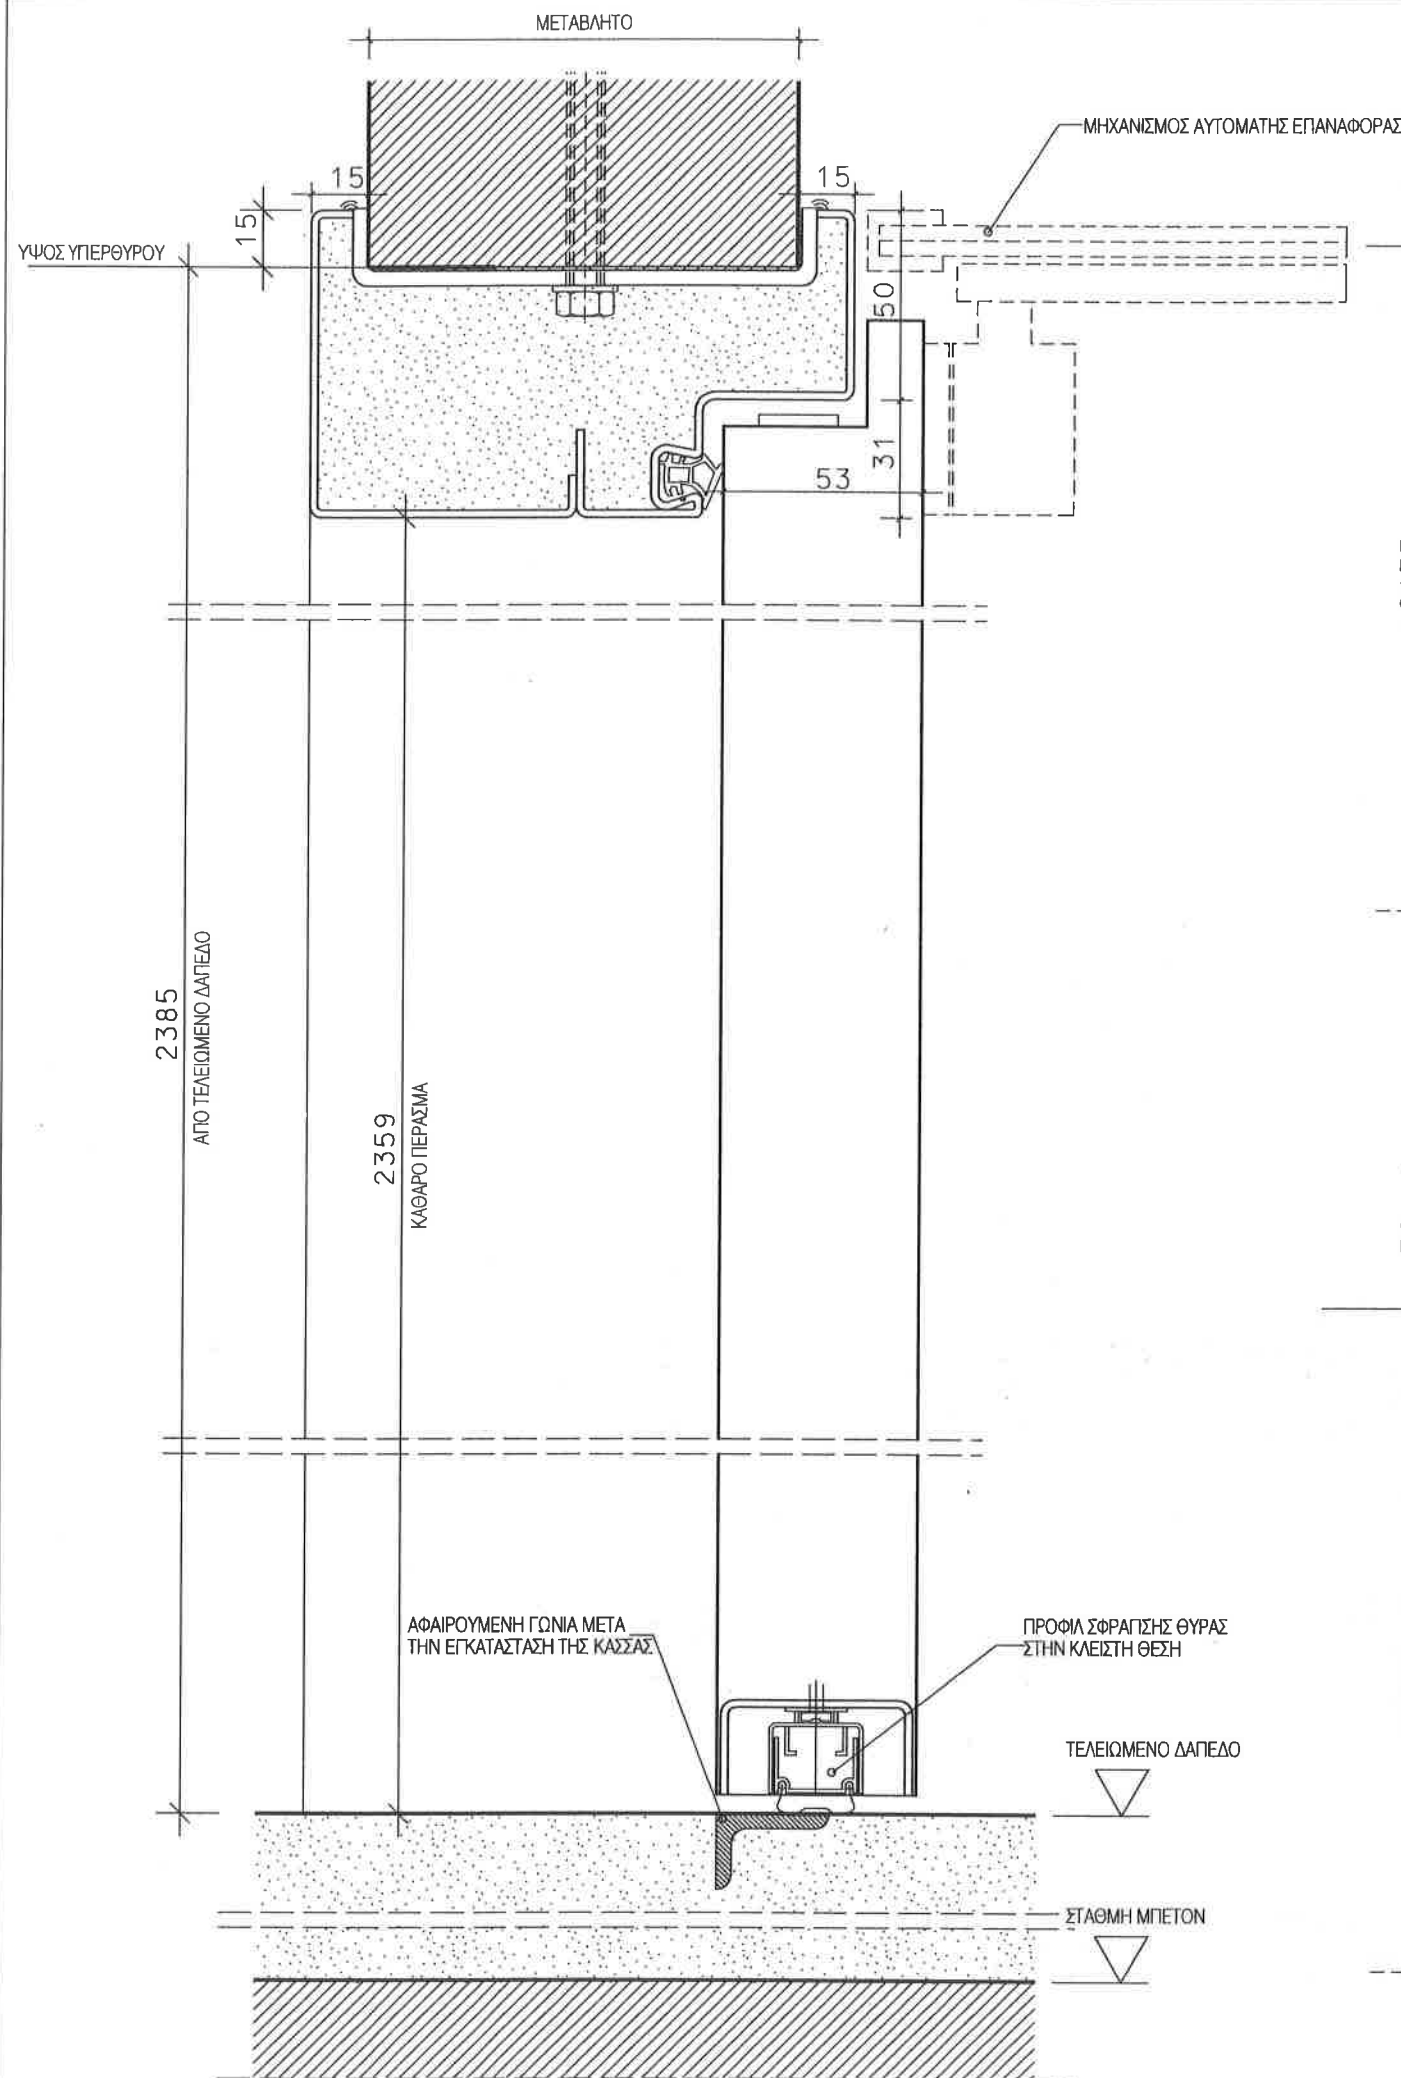 ΜΕΤΑΒΛΗΤΟ
ΜΗΧΑΝΙΣΜΟΣ ΑΥΤΟΜΑΤΗΣ ΕΠΑΝΑΦΟΡΑΣ
15
15
15
ΥΨΟΣ ΥΠΕΡΘΥΡΟΥ
50
31
53
2385
ΑΠΟ ΤΕΛΕΙΩΜΕΝΟ ΔΑΠΕΔΟ
2359
ΚΑΘΑΡΟ ΠΕΡΑΣΜΑ
ΑΦΑΙΡΟΥΜΕΝΗ ΓΩΝΙΑ ΜΕΤΑ
ΤΗΝ ΕΓΚΑΤΑΣΤΑΣΗ ΤΗΣ ΚΑΣΣΑΣ
ΠΡΟΦΙΛ ΣΦΡΑΓΙΣΗΣ ΘΥΡΑΣ
ΣΤΗΝ ΚΛΕΙΣΤΗ ΘΕΣΗ
ΤΕΛΕΙΩΜΕΝΟ ΔΑΠΕΔΟ
ΣΤΑΘΜΗ ΜΠΕΤΟΝ